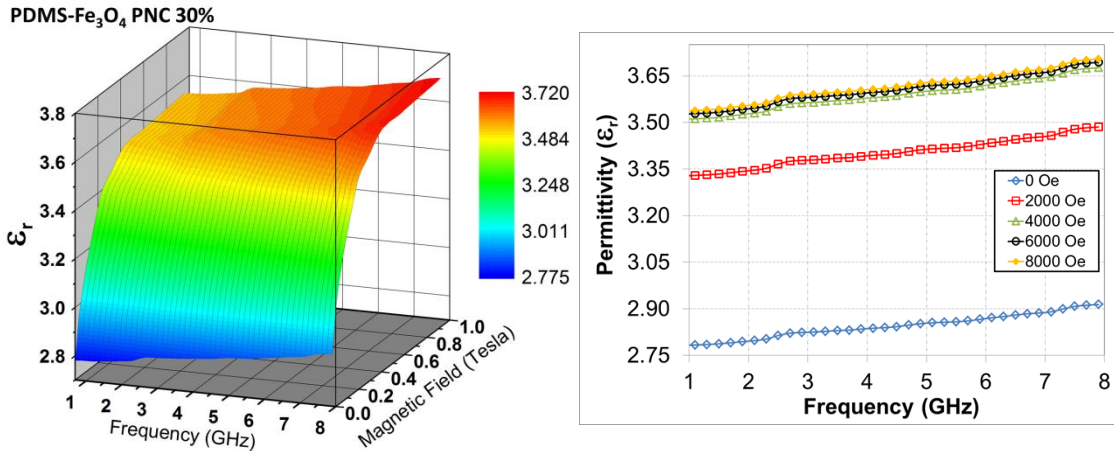 PDMS-Fe₃O₄ PNC 30%
εr
3.8
3.6
3.4
3.2
3.0
2.8
1 2 3 4 5 6 7 8
Frequency (GHz)
0.0 0.2 0.4 0.6 0.8 1.0
Magnetic Field (Tesla)
3.720
3.484
3.248
3.011
2.775
Permittivity (εr)
3.65
3.50
3.35
3.20
3.05
2.90
2.75
0 Oe
2000 Oe
4000 Oe
6000 Oe
8000 Oe
1 2 3 4 5 6 7 8
Frequency (GHz)